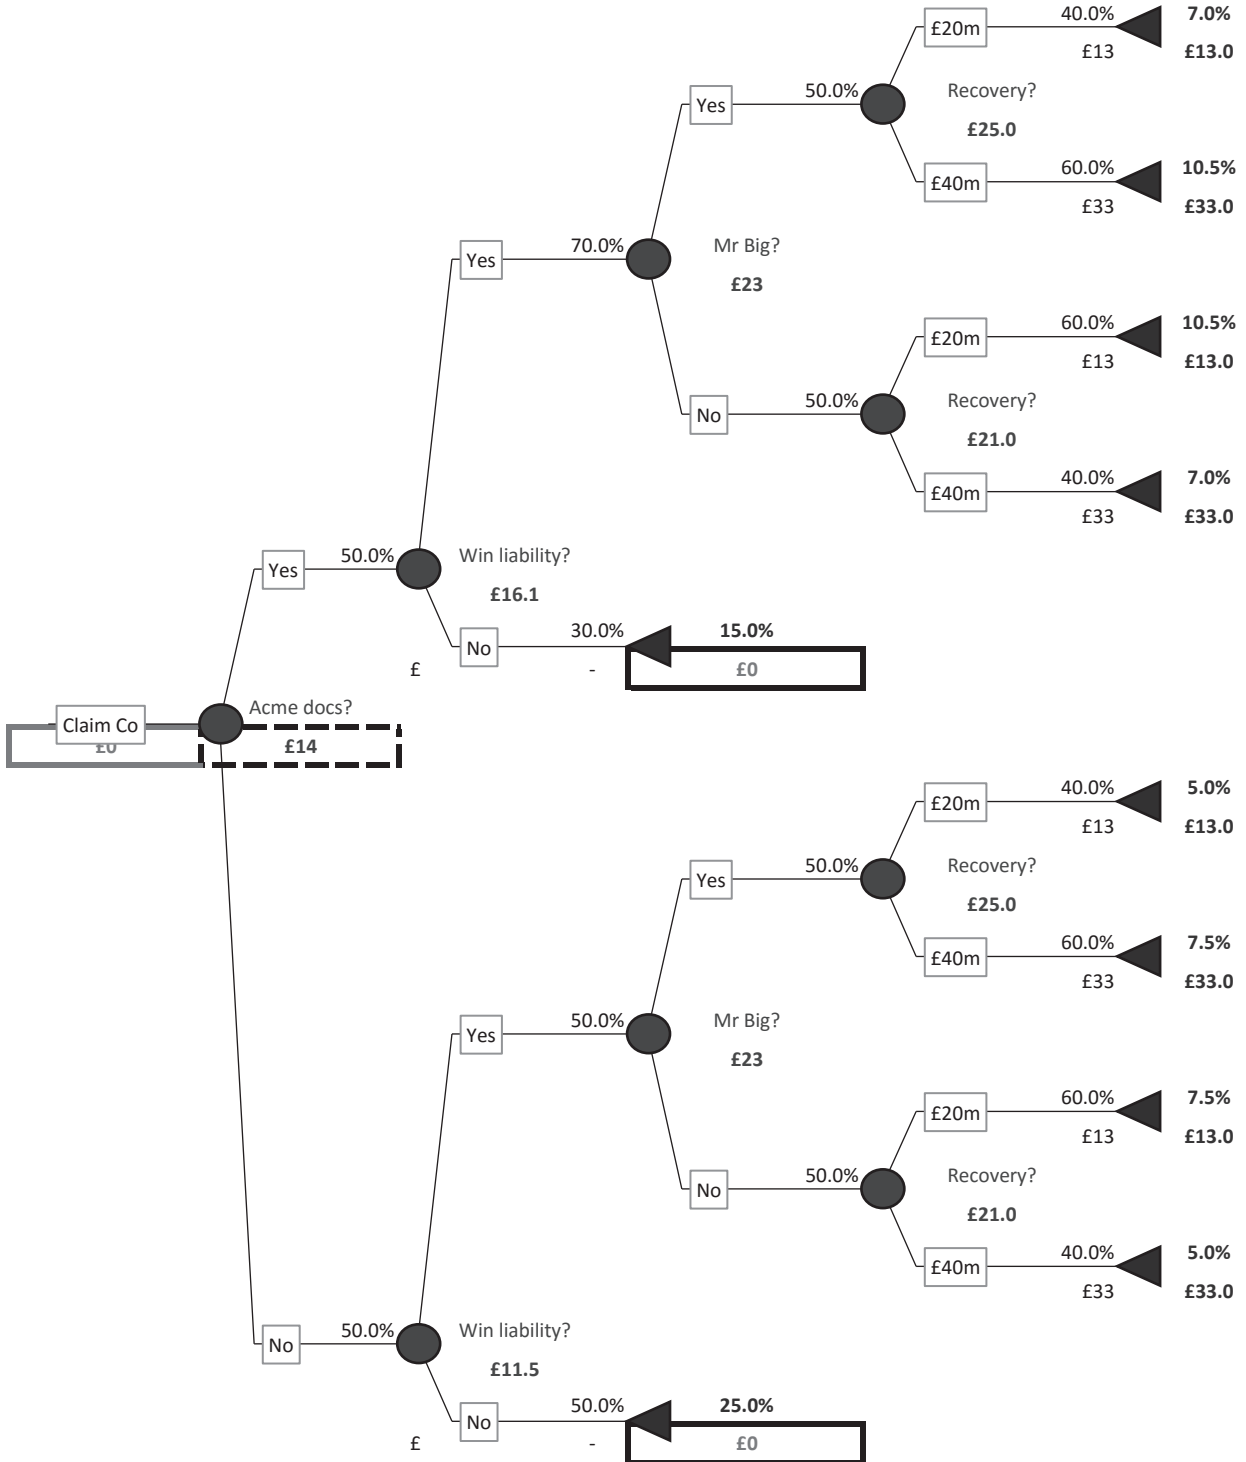 £20m 40.0% 7.0%
£13 £13.0
Yes 50.0% Recovery?
£25.0
£40m 60.0% 10.5%
£33 £33.0
Yes 70.0% Mr Big?
£23
£20m 60.0% 10.5%
£13 £13.0
No 50.0% Recovery?
£21.0
£40m 40.0% 7.0%
£33 £33.0
Yes 50.0% Win liability?
£16.1
No 30.0% 15.0%
£ - £0
Claim Co Acme docs?
£0 £14
£20m 40.0% 5.0%
£13 £13.0
Yes 50.0% Recovery?
£25.0
£40m 60.0% 7.5%
£33 £33.0
Yes 50.0% Mr Big?
£23
£20m 60.0% 7.5%
£13 £13.0
No 50.0% Recovery?
£21.0
£40m 40.0% 5.0%
£33 £33.0
No 50.0% Win liability?
£11.5
No 50.0% 25.0%
£ - £0